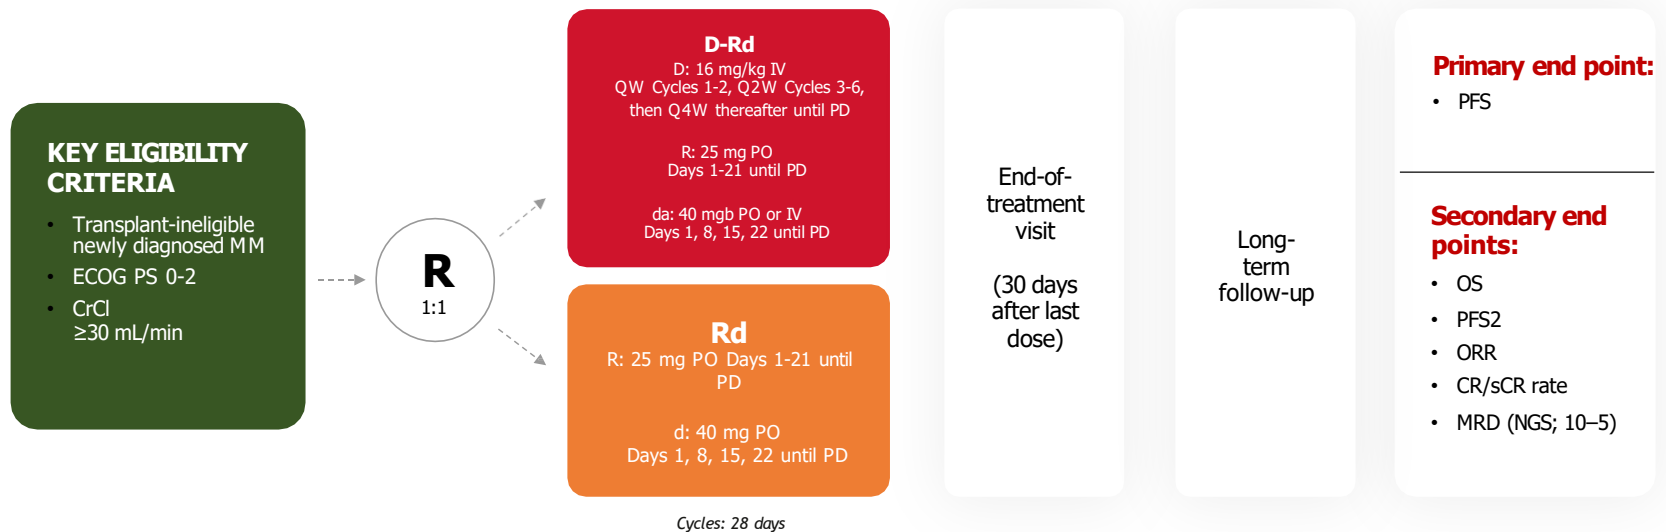 KEY ELIGIBILITY
CRITERIA
• Transplant-ineligible
newly diagnosed MM
• ECOG PS 0-2
• CrCl
≥30 mL/min
R
1:1
D-Rd
D: 16 mg/kg IV
QW Cycles 1-2, Q2W Cycles 3-6,
then Q4W thereafter until PD
R: 25 mg PO
Days 1-21 until PD
da: 40 mgb PO or IV
Days 1, 8, 15, 22 until PD
Rd
R: 25 mg PO Days 1-21 until
PD
d: 40 mg PO
Days 1, 8, 15, 22 until PD
Cycles: 28 days
End-of-
treatment
visit
(30 days
after last
dose)
Long-
term
follow-up
Primary end point:
• PFS
Secondary end
points:
• OS
• PFS2
• ORR
• CR/sCR rate
• MRD (NGS; 10–5)